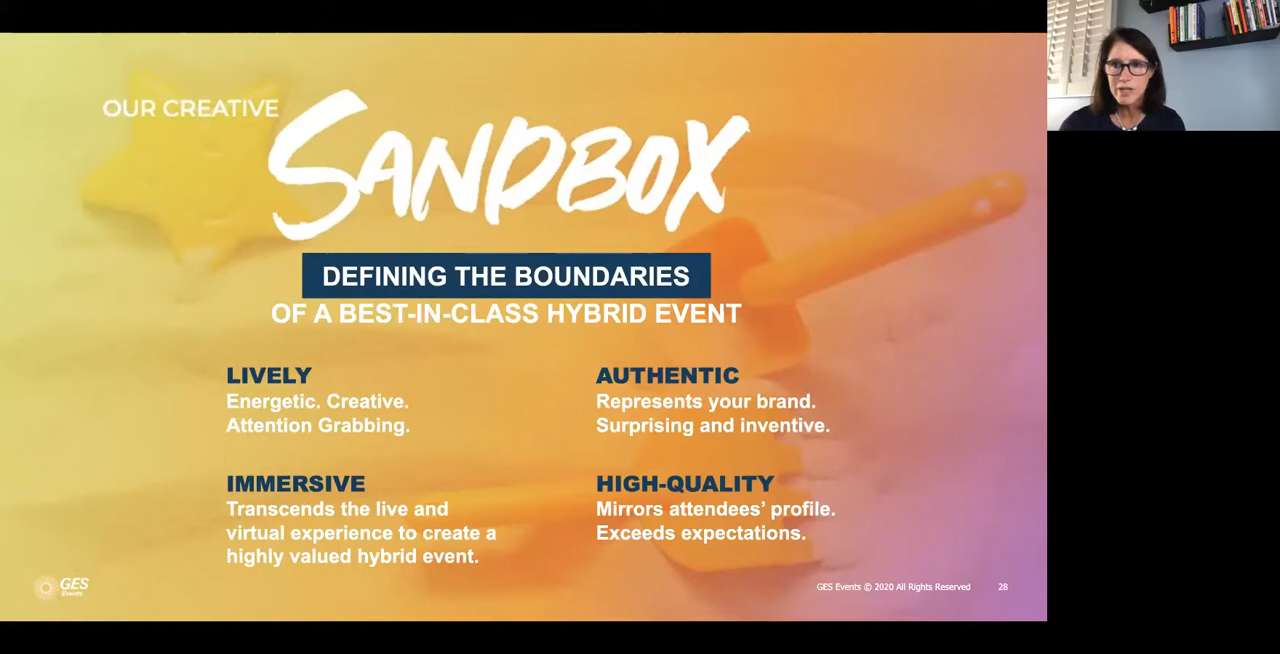 OUR CREATIVE
SANDBOX
DEFINING THE BOUNDARIES
OF A BEST-IN-CLASS HYBRID EVENT
LIVELY
Energetic. Creative.
Attention Grabbing.
AUTHENTIC
Represents your brand.
Surprising and inventive.
IMMERSIVE
Transcends the live and
virtual experience to create a
highly valued hybrid event.
HIGH-QUALITY
Mirrors attendees’ profile.
Exceeds expectations.
GES
Events
GES Events © 2020 All Rights Reserved
28